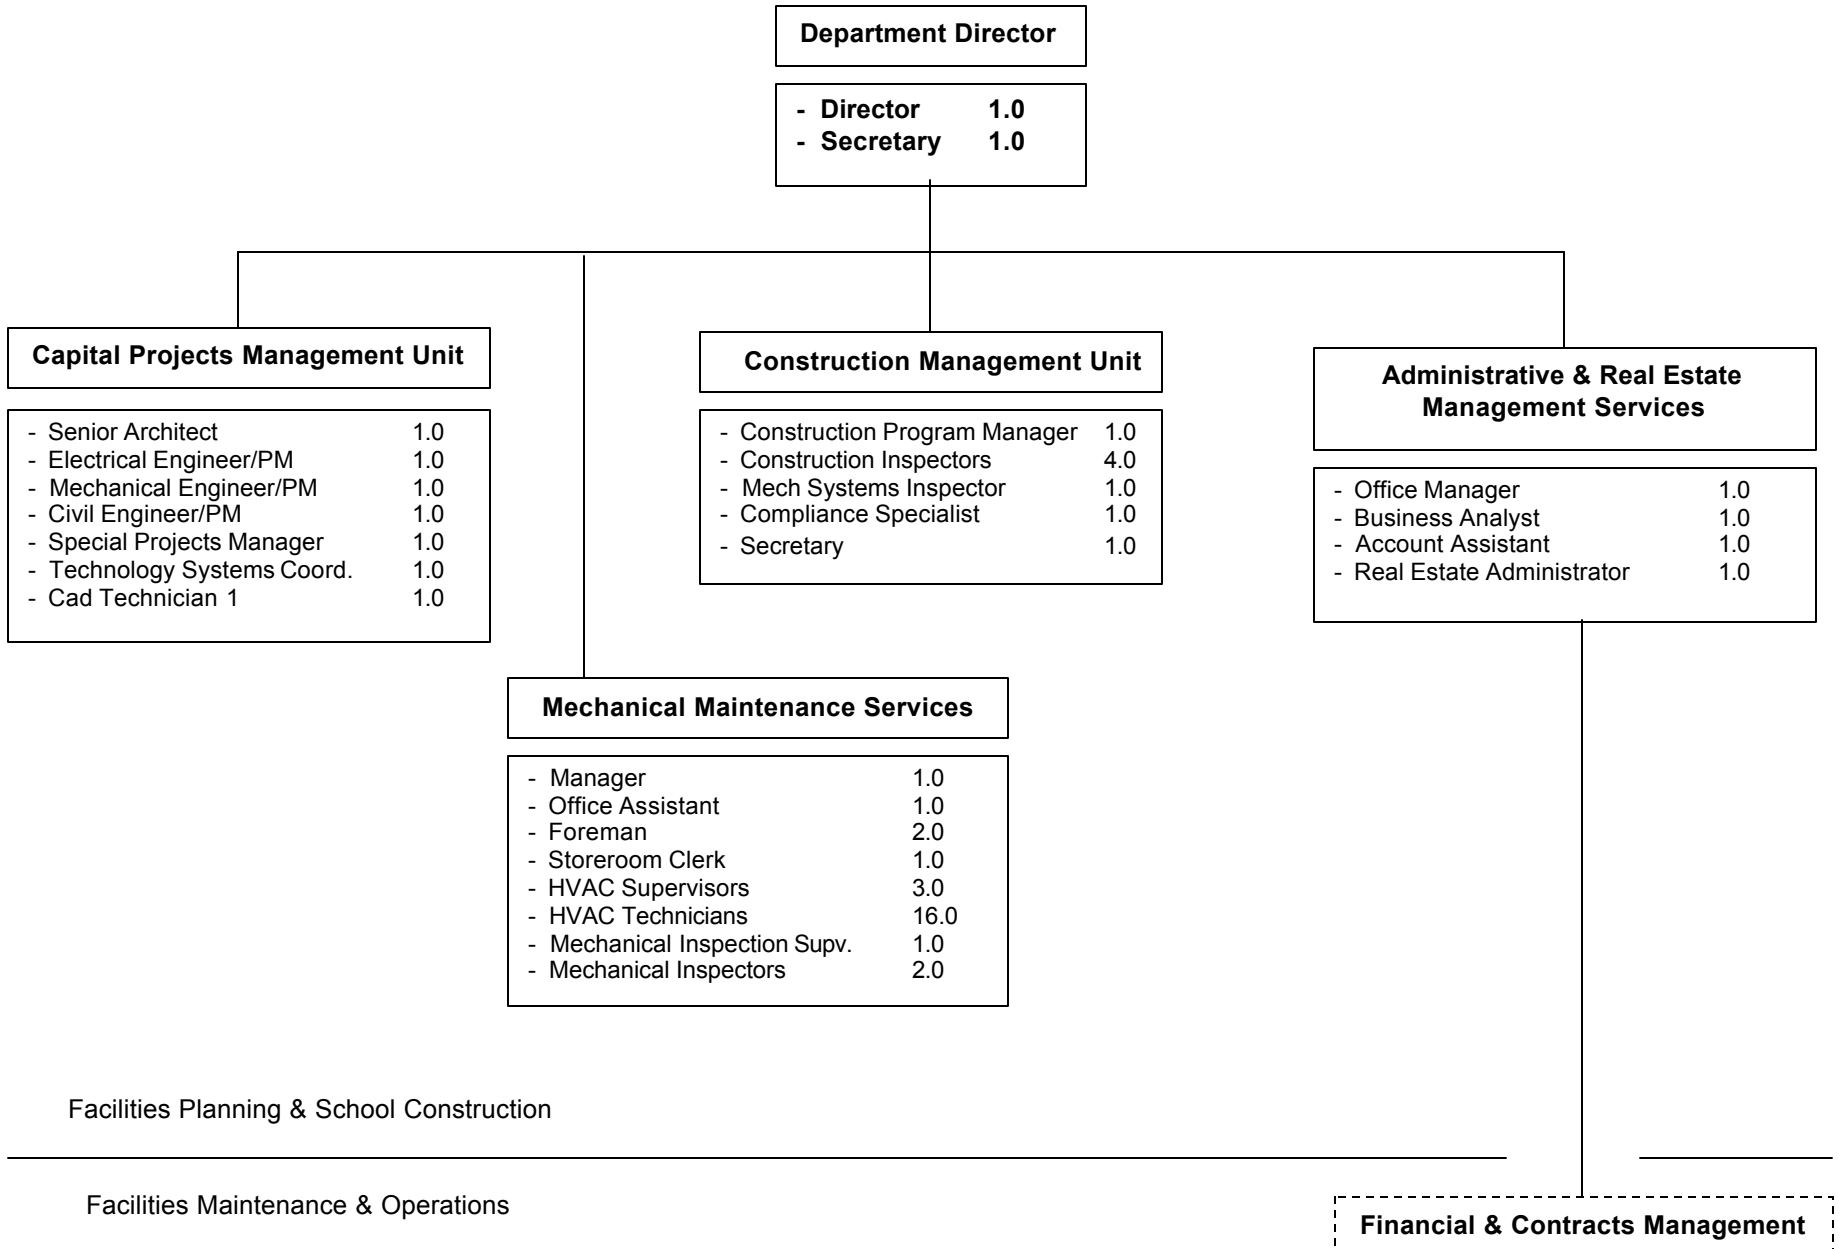 Department Director
- Director 1.0
- Secretary 1.0
Capital Projects Management Unit
- Senior Architect 1.0
- Electrical Engineer/PM 1.0
- Mechanical Engineer/PM 1.0
- Civil Engineer/PM 1.0
- Special Projects Manager 1.0
- Technology Systems Coord. 1.0
- Cad Technician 1 1.0
Construction Management Unit
- Construction Program Manager 1.0
- Construction Inspectors 4.0
- Mech Systems Inspector 1.0
- Compliance Specialist 1.0
- Secretary 1.0
Administrative & Real Estate
Management Services
- Office Manager 1.0
- Business Analyst 1.0
- Account Assistant 1.0
- Real Estate Administrator 1.0
Mechanical Maintenance Services
- Manager 1.0
- Office Assistant 1.0
- Foreman 2.0
- Storeroom Clerk 1.0
- HVAC Supervisors 3.0
- HVAC Technicians 16.0
- Mechanical Inspection Supv. 1.0
- Mechanical Inspectors 2.0
Facilities Planning & School Construction
Facilities Maintenance & Operations
Financial & Contracts Management